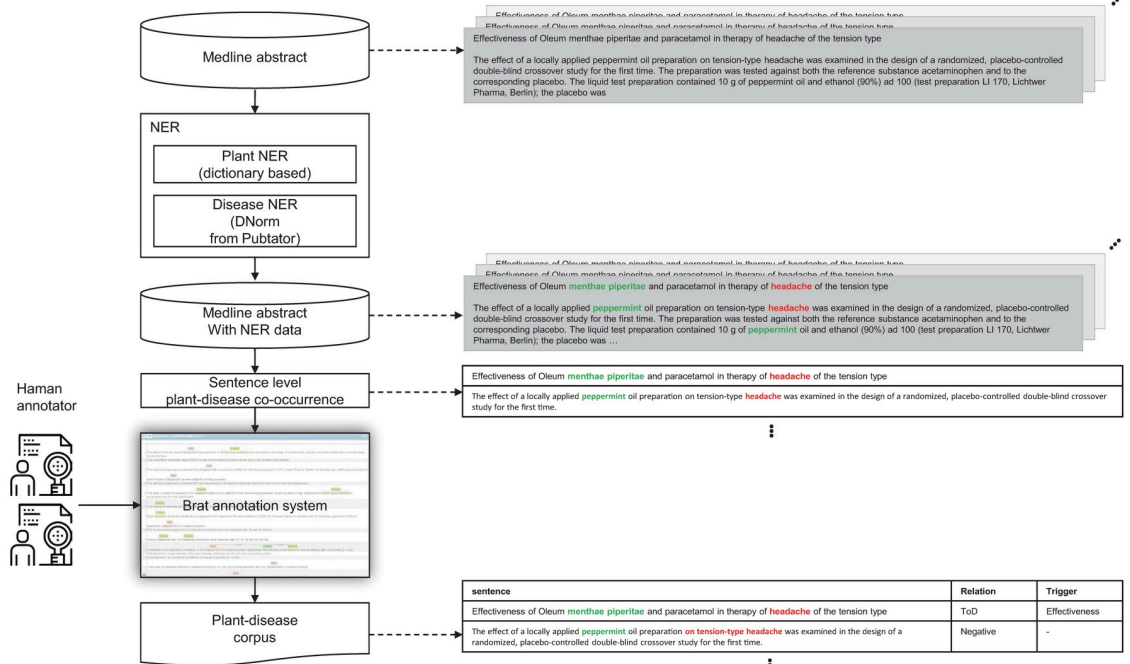 Medline abstract
Effectiveness of Oleum menthae piperitae and paracetamol in therapy of headache of the tension type
Effectiveness of Oleum menthae piperitae and paracetamol in therapy of headache of the tension type
Effectiveness of Oleum menthae piperitae and paracetamol in therapy of headache of the tension type
The effect of a locally applied peppermint oil preparation on tension-type headache was examined in the design of a randomized, placebo-controlled
double-blind crossover study for the first time. The preparation was tested against both the reference substance acetaminophen and to the
corresponding placebo. The liquid test preparation contained 10 g of peppermint oil and ethanol (90%) ad 100 (test preparation LI 170, Lichtwer
Pharma, Berlin); the placebo was
NER
Plant NER
(dictionary based)
Disease NER
(DNorm
from Pubtator)
Medline abstract
With NER data
Effectiveness of Oleum menthae piperitae and paracetamol in therapy of headache of the tension type
Effectiveness of Oleum menthae piperitae and paracetamol in therapy of headache of the tension type
Effectiveness of Oleum menthae piperitae and paracetamol in therapy of headache of the tension type
The effect of a locally applied peppermint oil preparation on tension-type headache was examined in the design of a randomized, placebo-controlled
double-blind crossover study for the first time. The preparation was tested against both the reference substance acetaminophen and to the
corresponding placebo. The liquid test preparation contained 10 g of peppermint oil and ethanol (90%) ad 100 (test preparation LI 170, Lichtwer
Pharma, Berlin); the placebo was ...
Sentence level
plant-disease co-occurrence
Effectiveness of Oleum menthae piperitae and paracetamol in therapy of headache of the tension type
The effect of a locally applied peppermint oil preparation on tension-type headache was examined in the design of a randomized, placebo-controlled double-blind crossover
study for the first time.
Haman
annotator
Brat annotation system
Plant-disease
corpus
sentence Relation Trigger
Effectiveness of Oleum menthae piperitae and paracetamol in therapy of headache of the tension type ToD Effectiveness
The effect of a locally applied peppermint oil preparation on tension-type headache was examined in the design of a Negative -
randomized, placebo-controlled double-blind crossover study for the first time.